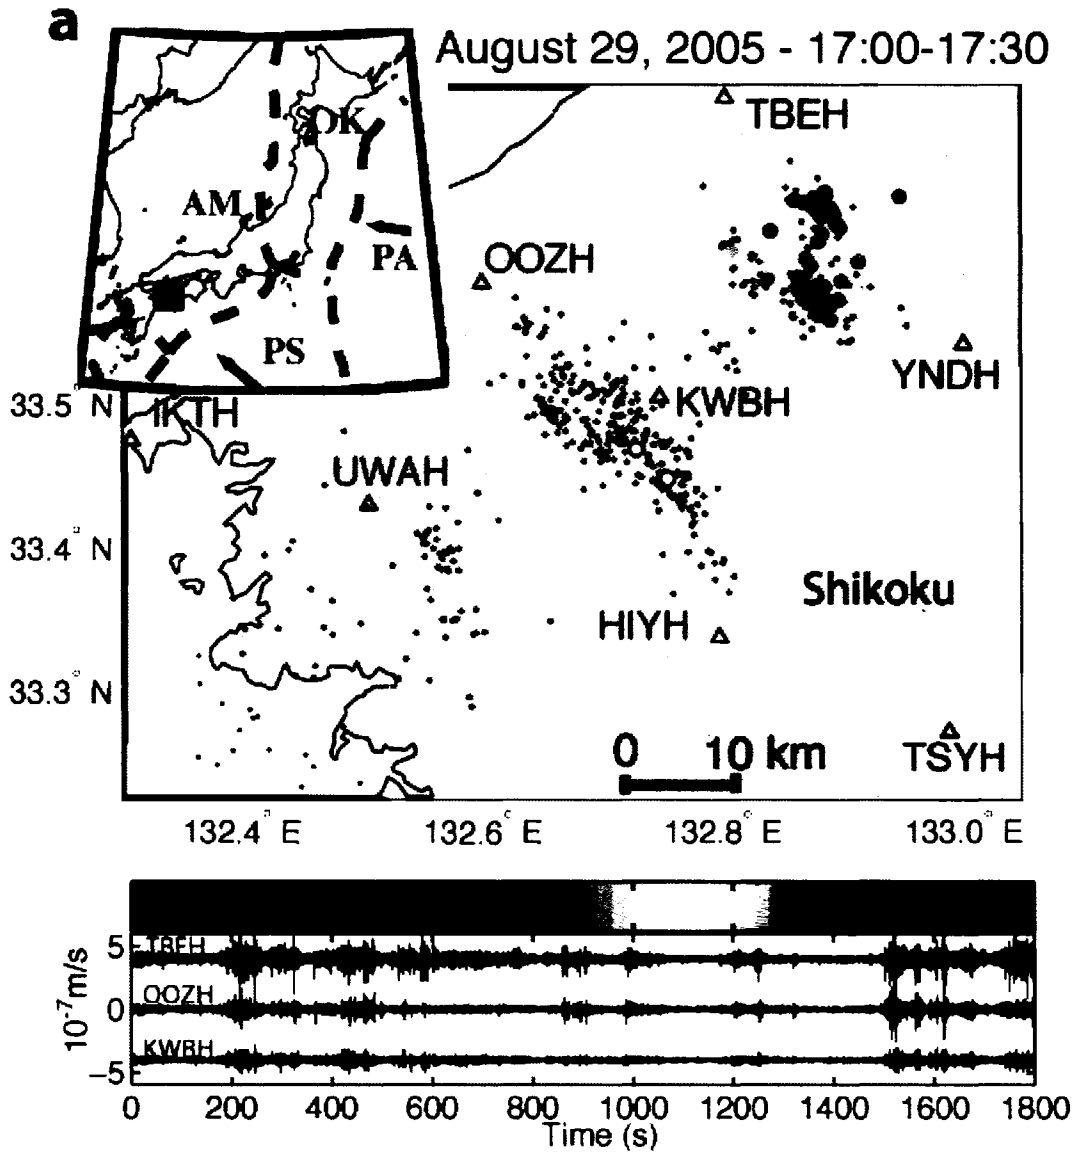 a
August 29, 2005 - 17:00-17:30
OK
AM
PA
PS
TBEH
OOZH
YNDH
KWBH
IKTH
UWAH
HIYH
Shikoku
TSYH
0 10 km
33.5° N
33.4° N
33.3° N
132.4° E 132.6° E 132.8° E 133.0° E
10⁻⁷m/s
5
0
−5
TBEH
OOZH
KWBH
0 200 400 600 800 1000 1200 1400 1600 1800
Time (s)